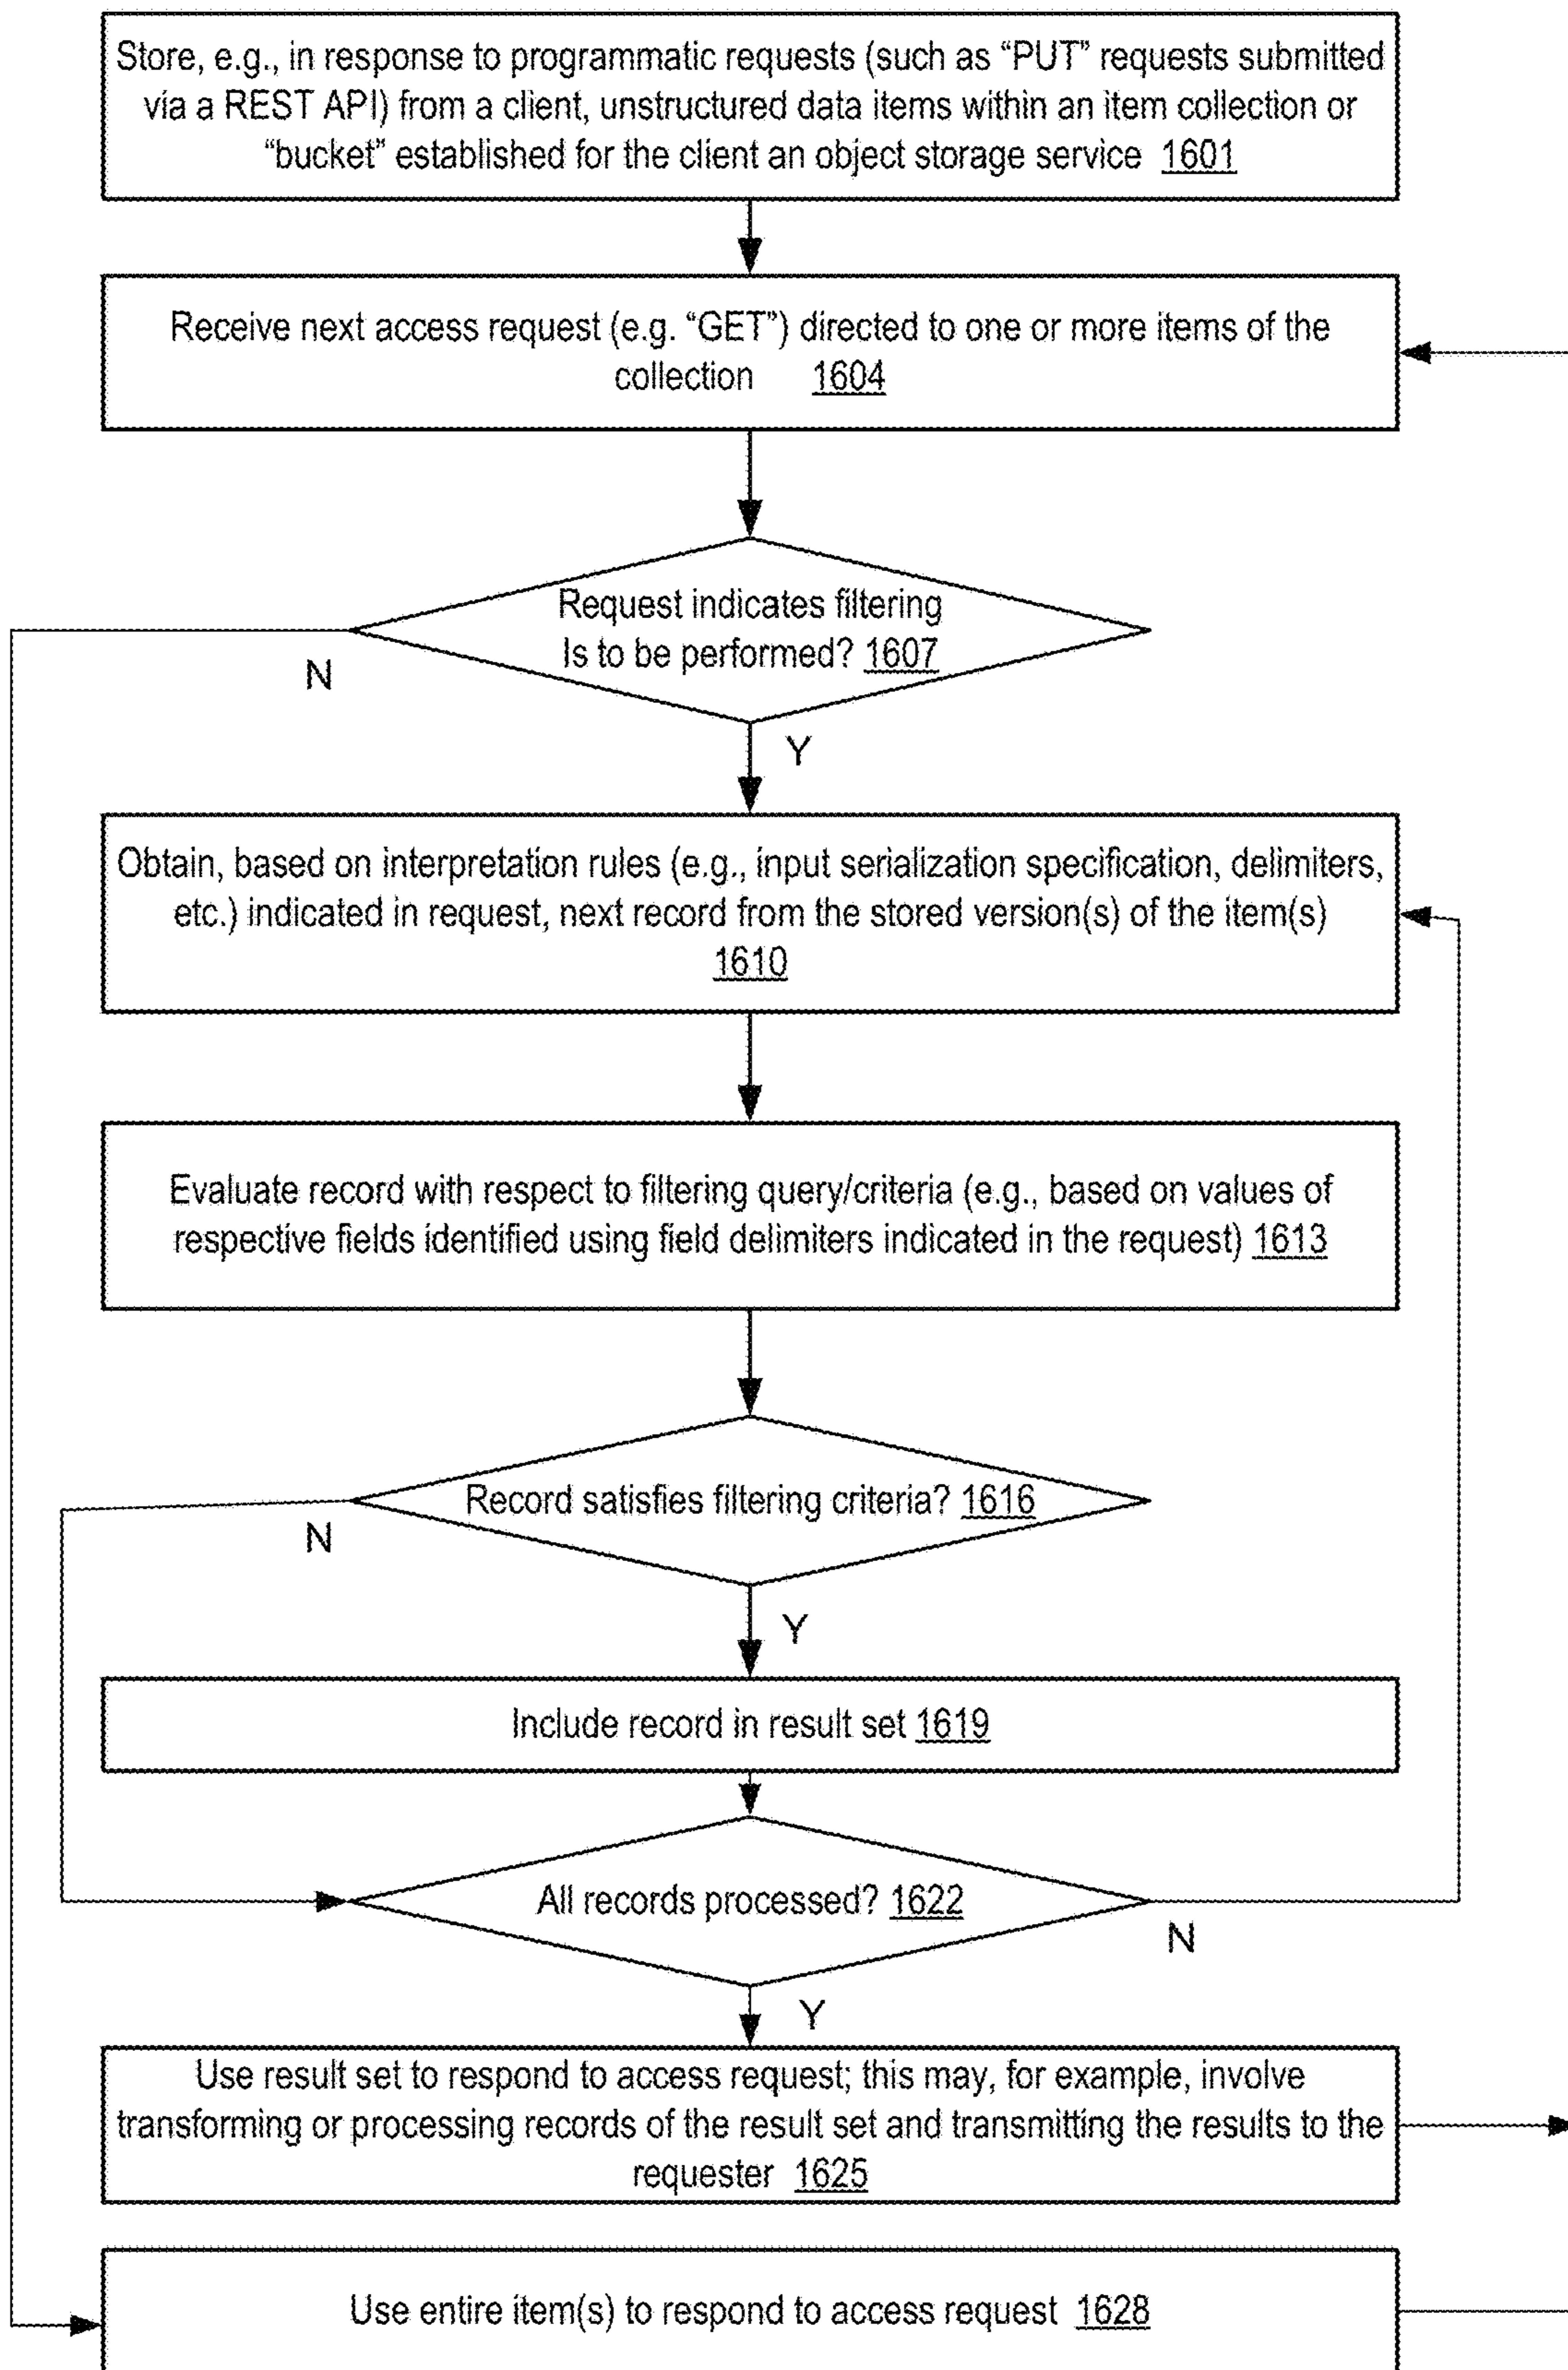 Store, e.g., in response to programmatic requests (such as “PUT” requests submitted
via a REST API) from a client, unstructured data items within an item collection or
“bucket” established for the client an object storage service 1601
Receive next access request (e.g. “GET”) directed to one or more items of the
collection 1604
Request indicates filtering
Is to be performed? 1607
N
Y
Obtain, based on interpretation rules (e.g., input serialization specification, delimiters,
etc.) indicated in request, next record from the stored version(s) of the item(s)
1610
Evaluate record with respect to filtering query/criteria (e.g., based on values of
respective fields identified using field delimiters indicated in the request) 1613
Record satisfies filtering criteria? 1616
N
Y
Include record in result set 1619
All records processed? 1622
N
Y
Use result set to respond to access request; this may, for example, involve
transforming or processing records of the result set and transmitting the results to the
requester 1625
Use entire item(s) to respond to access request 1628